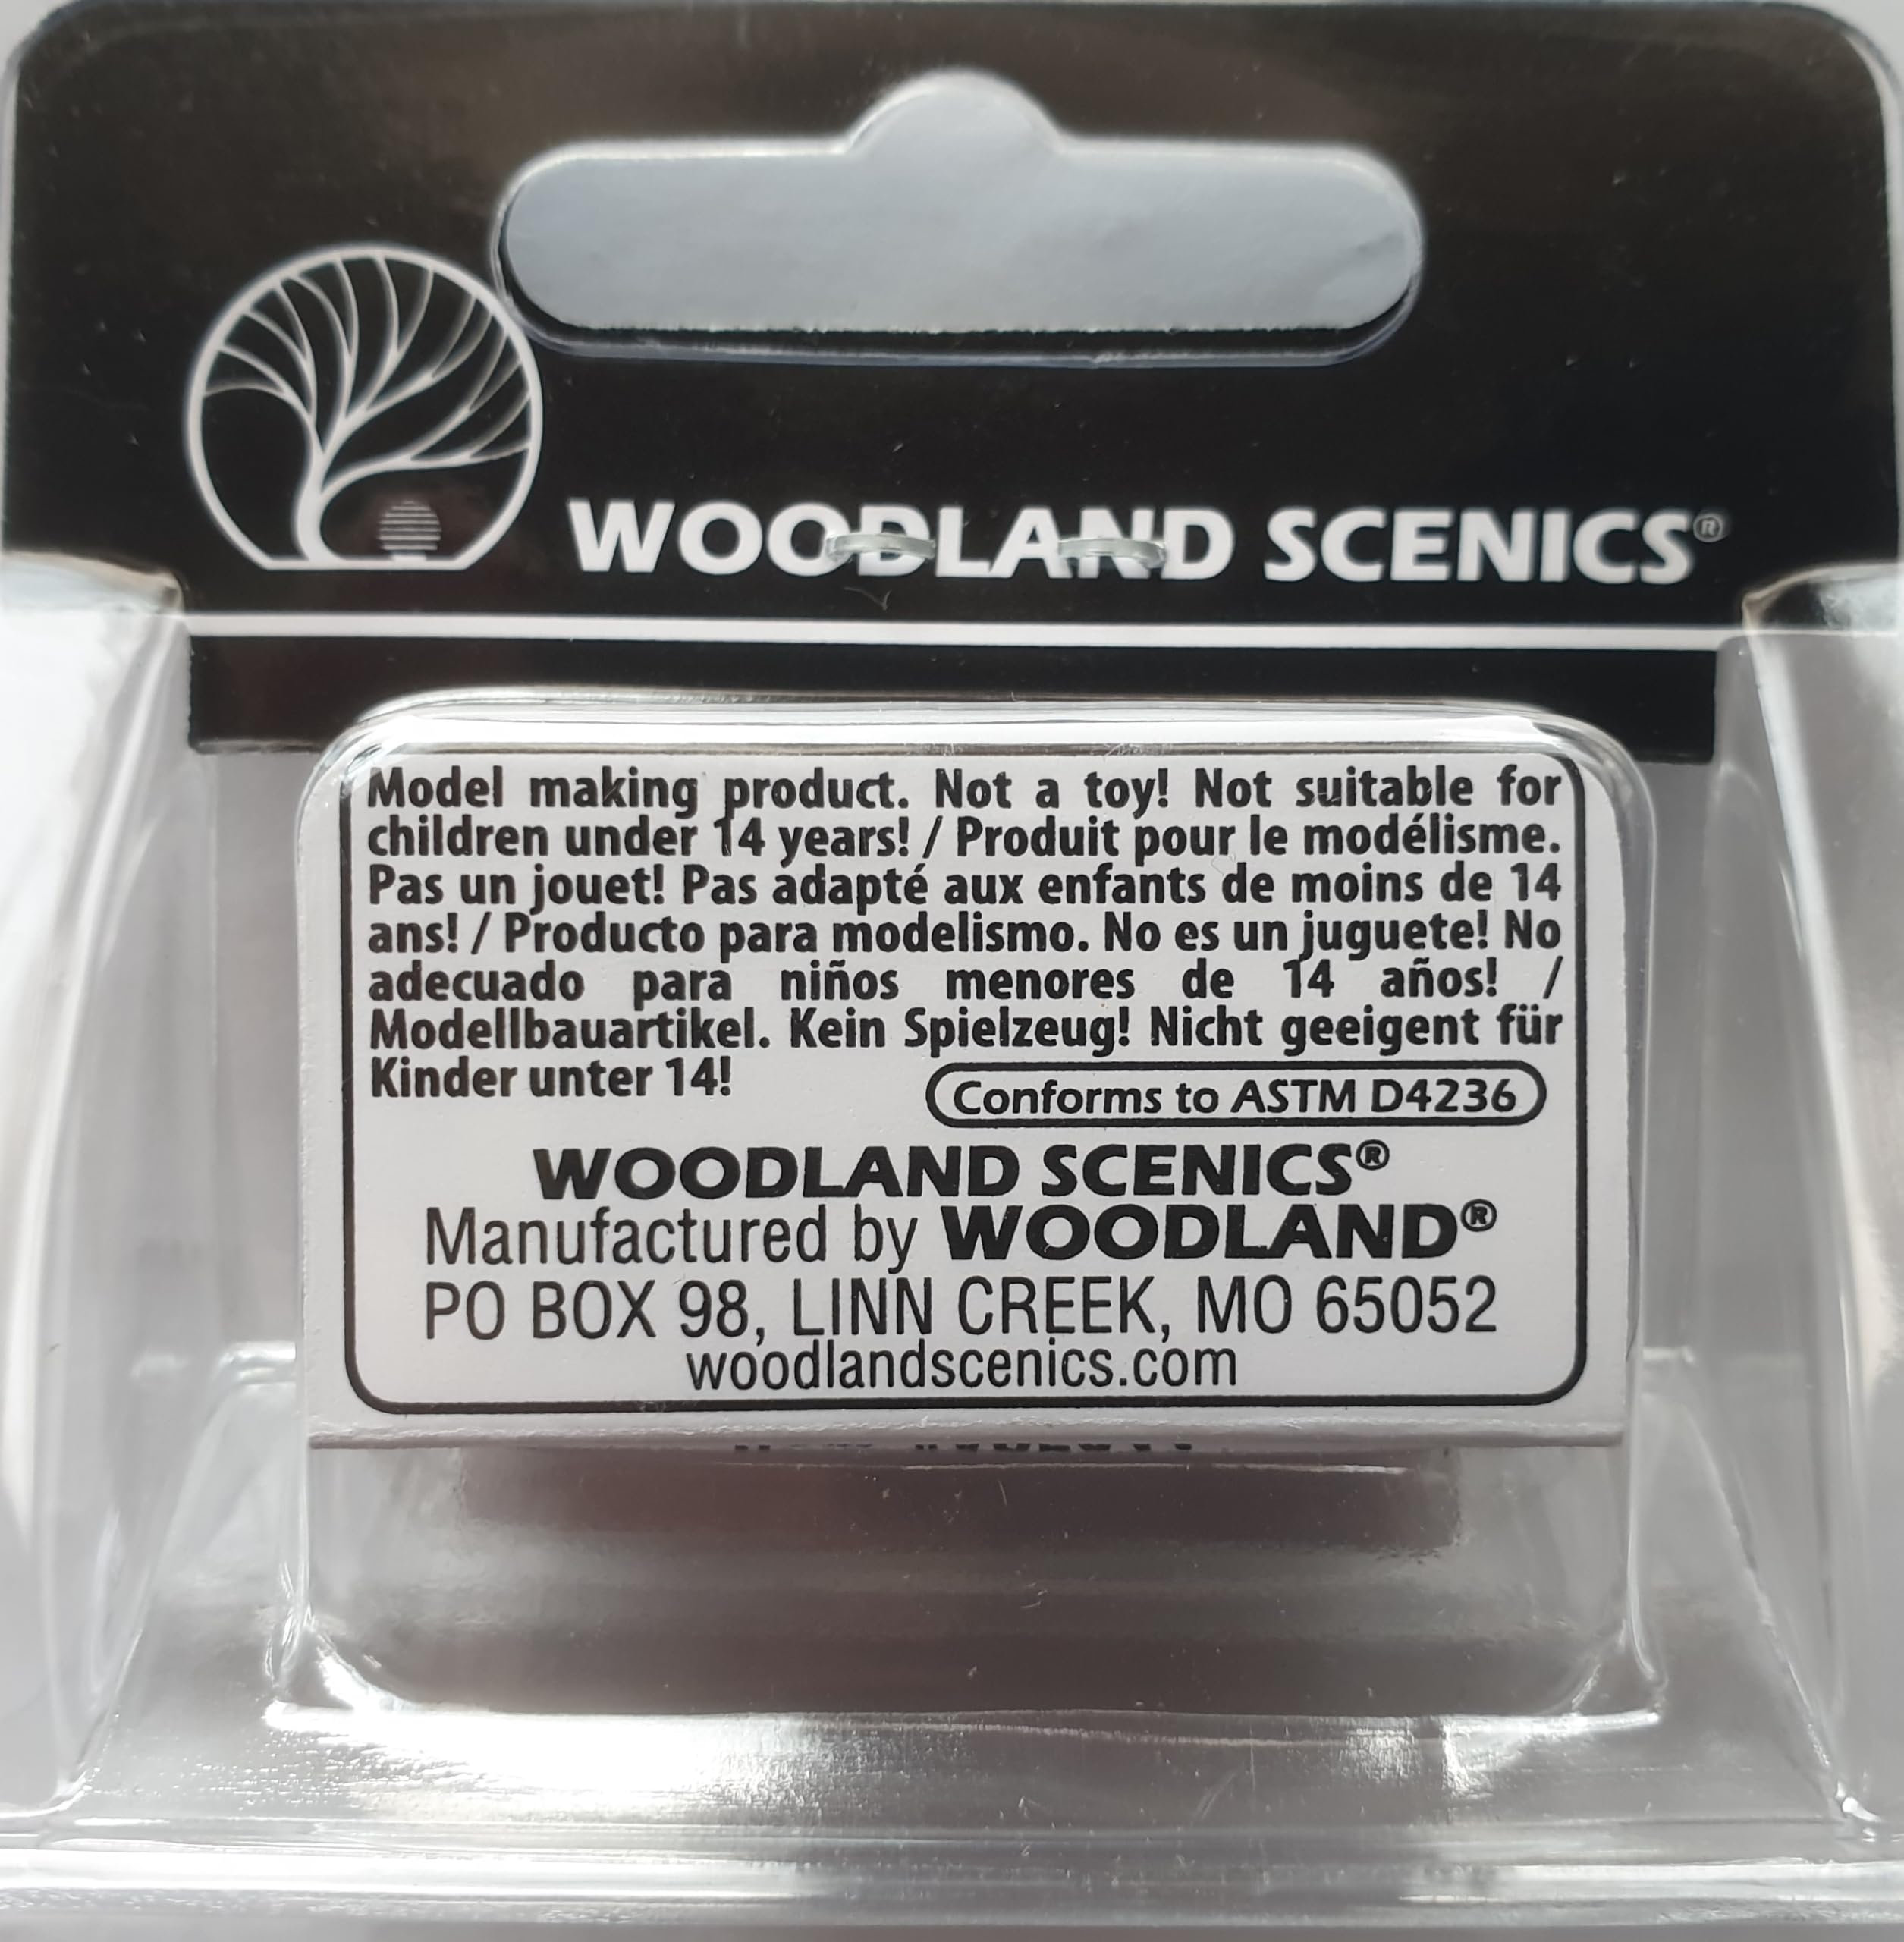 WOODLAND SCENICS®
Model making product. Not a toy! Not suitable for
children under 14 years! / Produit pour le modélisme.
Pas un jouet! Pas adapté aux enfants de moins de 14
ans! / Producto para modelismo. No es un juguete! No
adecuado para niños menores de 14 años! /
Modellbauartikel. Kein Spielzeug! Nicht geeigent für
Kinder unter 14!
Conforms to ASTM D4236
WOODLAND SCENICS®
Manufactured by WOODLAND®
PO BOX 98, LINN CREEK, MO 65052
woodlandscenics.com